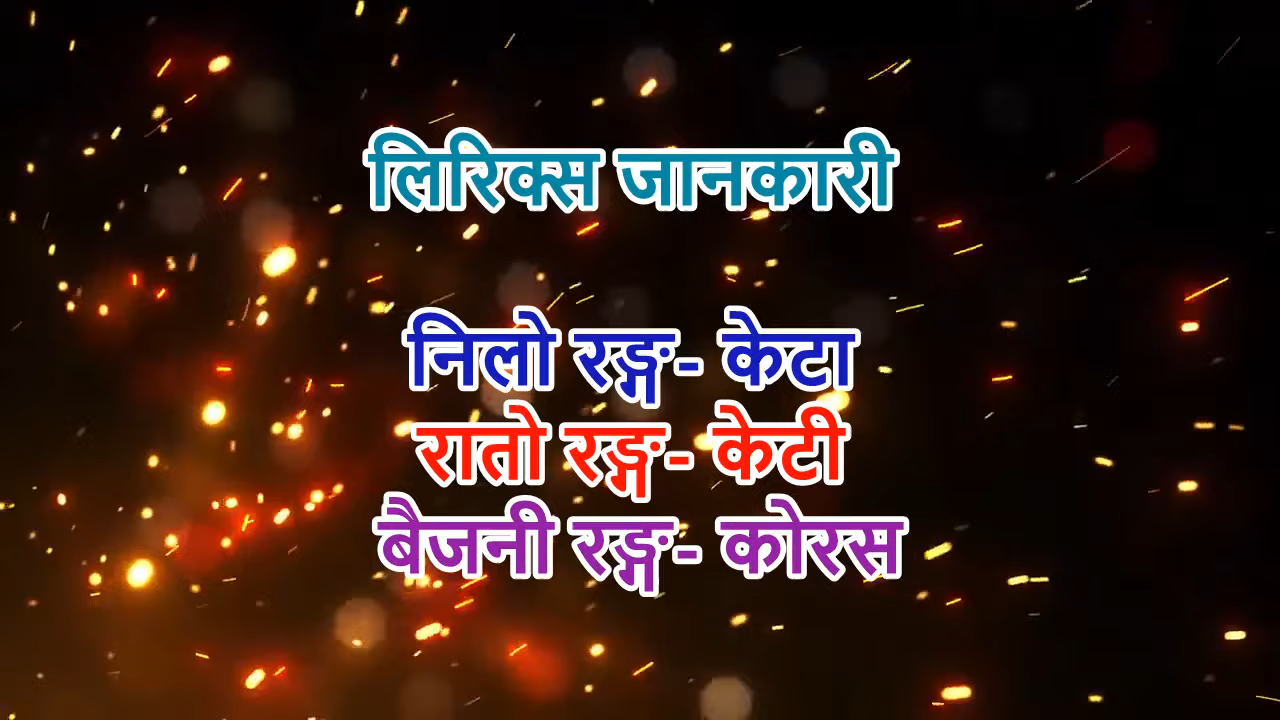 लिरिक्स जानकारी
निलो रङ्ग- केटा
रातो रङ्ग- केटी
बैजनी रङ्ग- कोरस